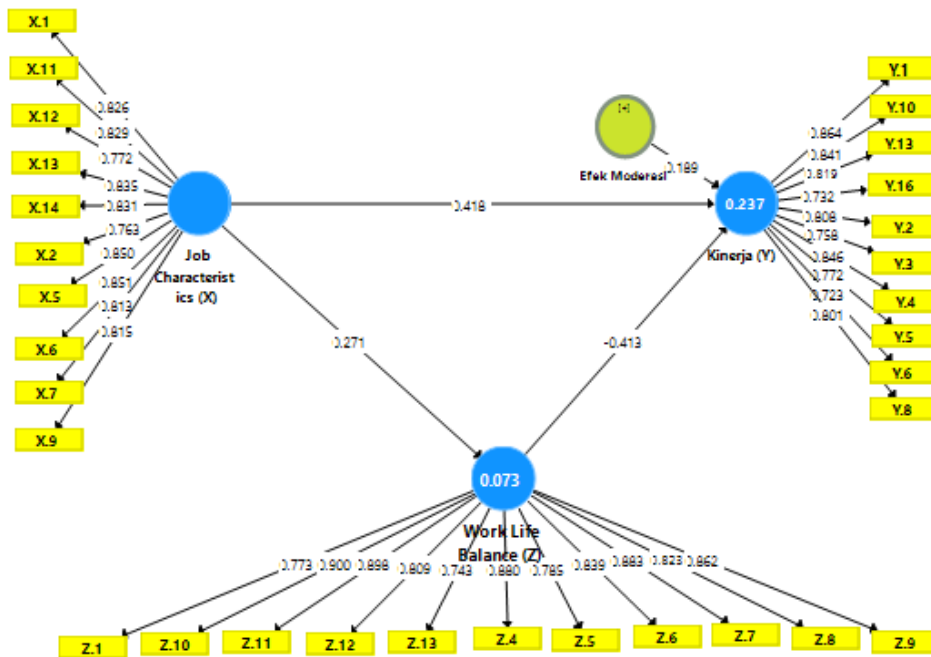 X.1
X.11
X.12
X.13
X.14
X.2
X.5
X.6
X.7
X.9
0.826
0.829
0.772
0.835
0.831
0.763
0.850
0.851
0.813
0.815
Job
Characterist
ics (X)
0.418
0.271
[+]
Efek Moderasi
0.189
0.237
Kinerja (Y)
-0.413
0.864
0.841
0.819
0.732
0.808
0.758
0.846
0.772
0.723
0.801
Y.1
Y.10
Y.13
Y.16
Y.2
Y.3
Y.4
Y.5
Y.6
Y.8
0.073
Work Life
Balance (Z)
0.773
0.900
0.898
0.809
0.743
0.880
0.785
0.839
0.883
0.823
0.862
Z.1
Z.10
Z.11
Z.12
Z.13
Z.4
Z.5
Z.6
Z.7
Z.8
Z.9